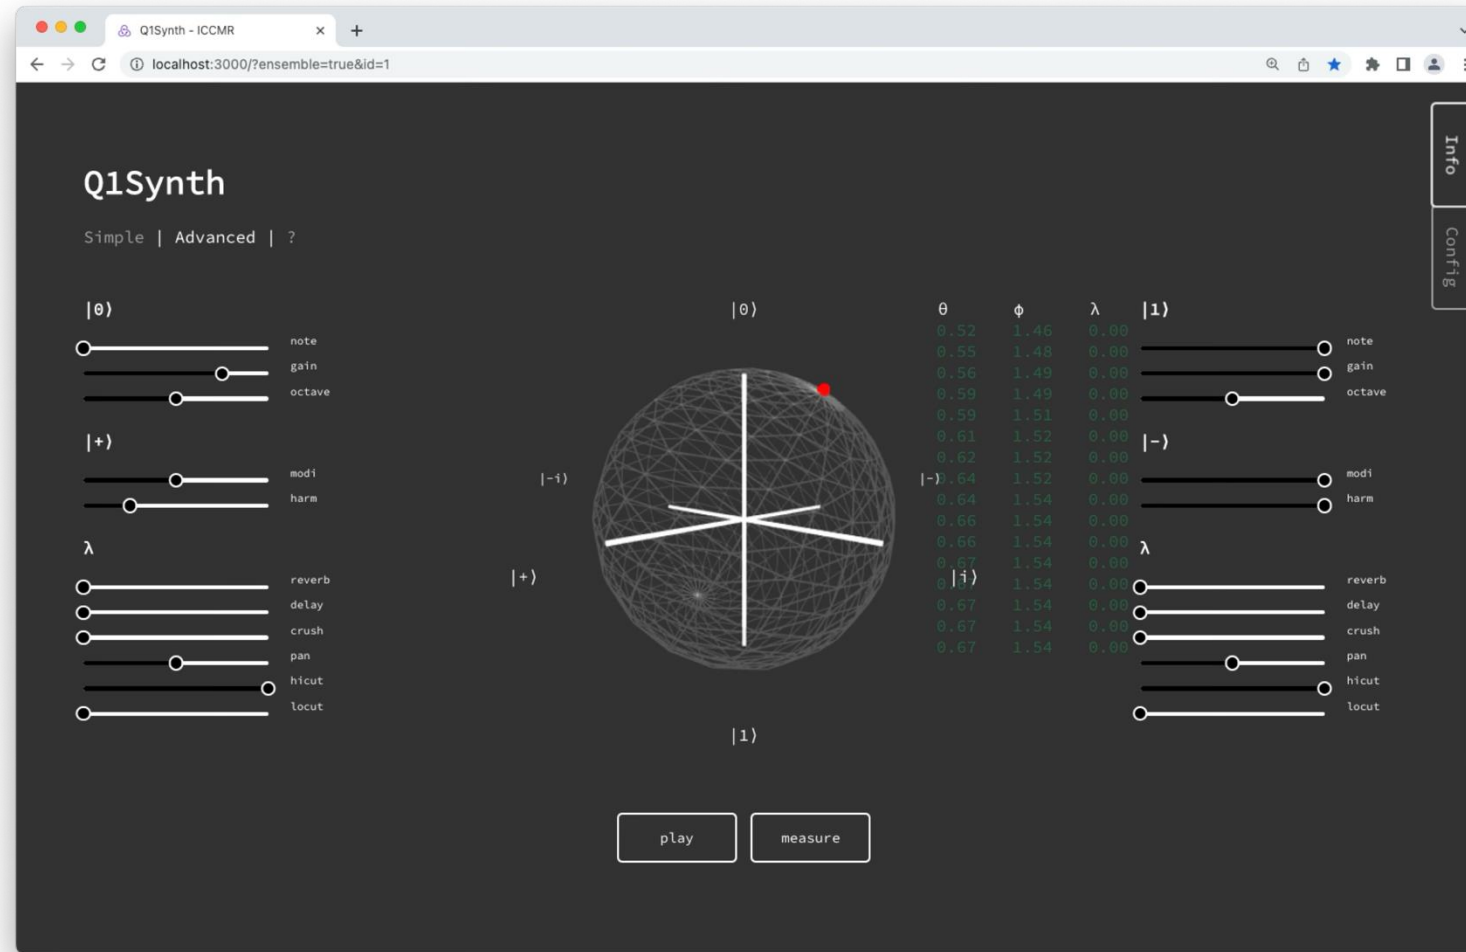 Q1Synth - ICCMR
localhost:3000/?ensemble=true&id=1
Info
Config
Q1Synth
Simple | Advanced | ?
|0⟩
note
gain
octave
|+⟩
modi
harm
λ
reverb
delay
crush
pan
hicut
locut
|0⟩
|-i⟩
|-⟩
|+⟩
|i⟩
|1⟩
θ ϕ λ
0.52 1.46 0.00
0.55 1.48 0.00
0.56 1.49 0.00
0.59 1.49 0.00
0.59 1.51 0.00
0.61 1.52 0.00
0.62 1.52 0.00
0.64 1.52 0.00
0.64 1.54 0.00
0.66 1.54 0.00
0.66 1.54 0.00
0.67 1.54 0.00
1.54 0.00
0.67 1.54 0.00
0.67 1.54 0.00
0.67 1.54 0.00
|1⟩
note
gain
octave
|-⟩
modi
harm
λ
reverb
delay
crush
pan
hicut
locut
play
measure